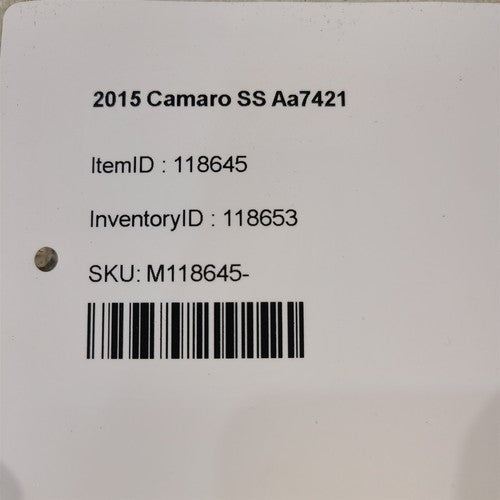 2015 Camaro SS Aa7421
ItemID : 118645
InventoryID : 118653
SKU: M118645-